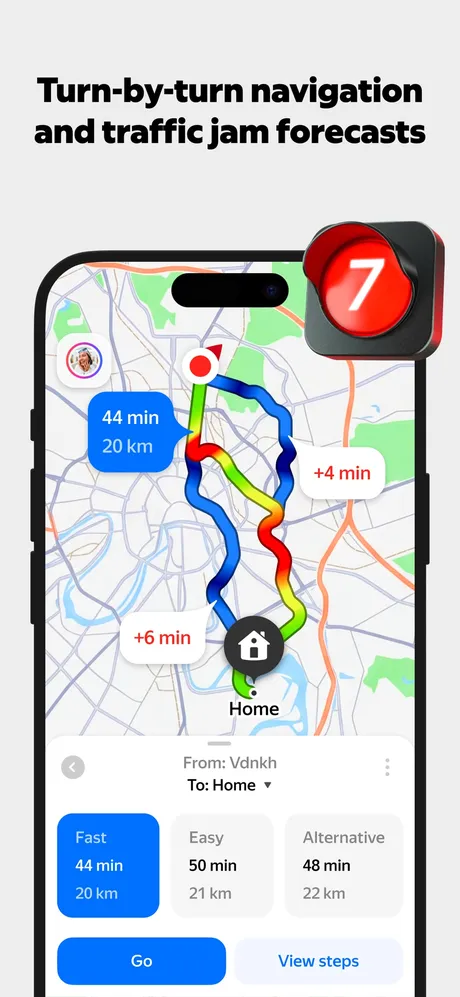 Turn-by-turn navigation
and traffic jam forecasts
7
44 min
20 km
+4 min
+6 min
Home
From: Vdnkh
To: Home
Fast
44 min
20 km
Easy
50 min
21 km
Alternative
48 min
22 km
Go
View steps